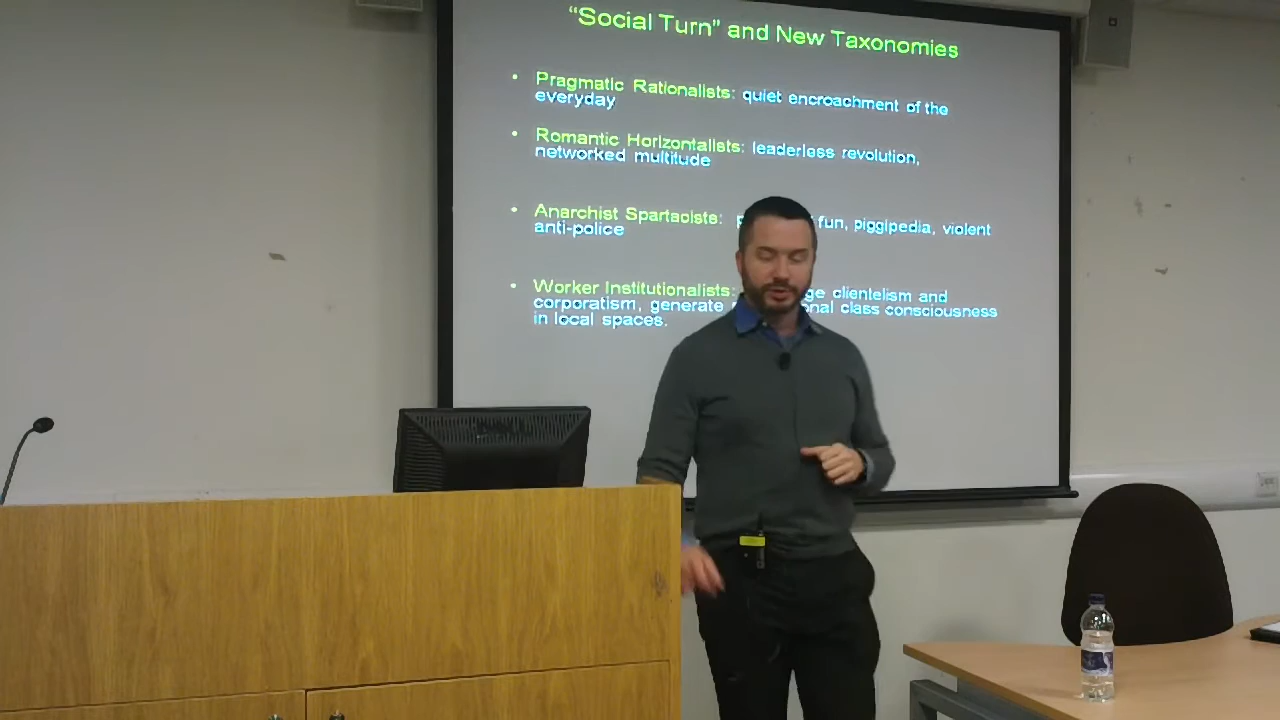 “Social Turn” and New Taxonomies
• Pragmatic Rationalists: quiet encroachment of the
everyday
• Romantic Horizontalists: leaderless revolution,
networked multitude
• Anarchist Spartacists: fun, piggipedia, violent
anti-police
• Worker Institutionalists: clientelism and
corporatism, generate class consciousness
in local spaces.
DELL